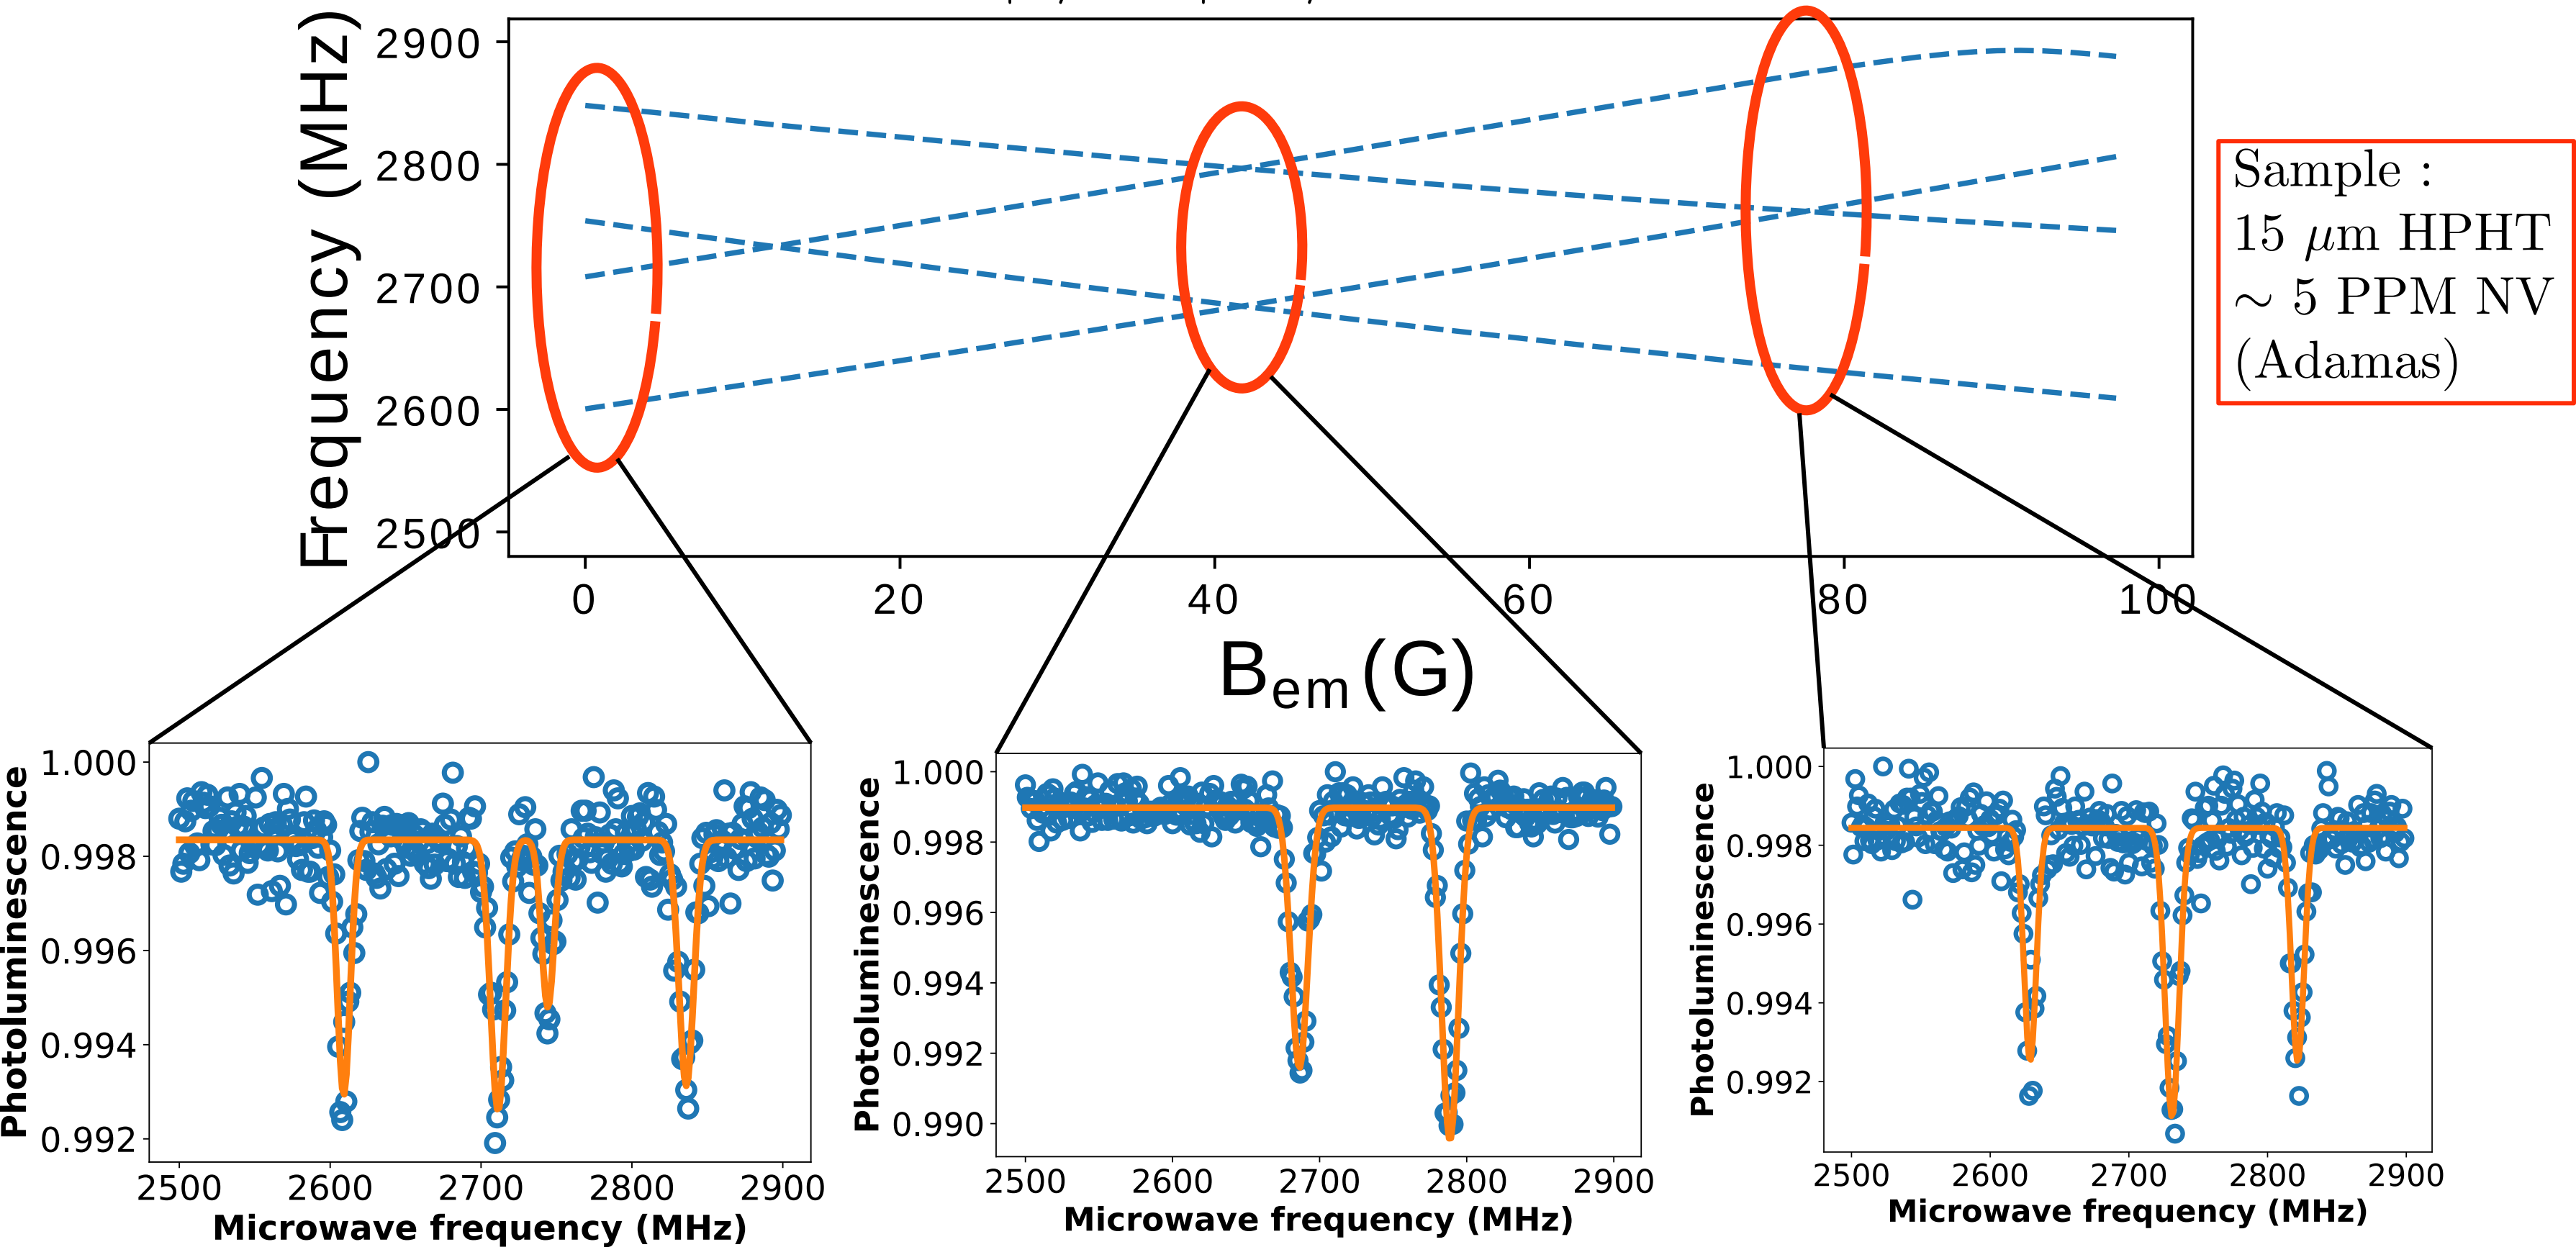 Frequency (MHz)
2900
2800
2700
2600
2500
0 20 40 60 80 100
B_em (G)
Sample :
15 μm HPHT
∼ 5 PPM NV
(Adamas)
Photoluminescence
1.000
0.998
0.996
0.994
0.992
2500 2600 2700 2800 2900
Microwave frequency (MHz)
Photoluminescence
1.000
0.998
0.996
0.994
0.992
0.990
2500 2600 2700 2800 2900
Microwave frequency (MHz)
Photoluminescence
1.000
0.998
0.996
0.994
0.992
2500 2600 2700 2800 2900
Microwave frequency (MHz)